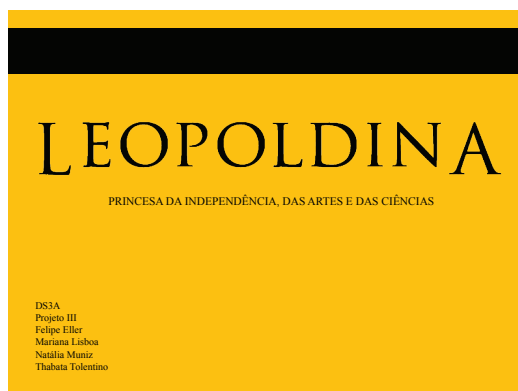 LEOPOLDINA
PRINCESA DA INDEPENDÊNCIA, DAS ARTES E DAS CIÊNCIAS
DS3A
Projeto III
Felipe Eller
Mariana Lisboa
Natália Muniz
Thabata Tolentino